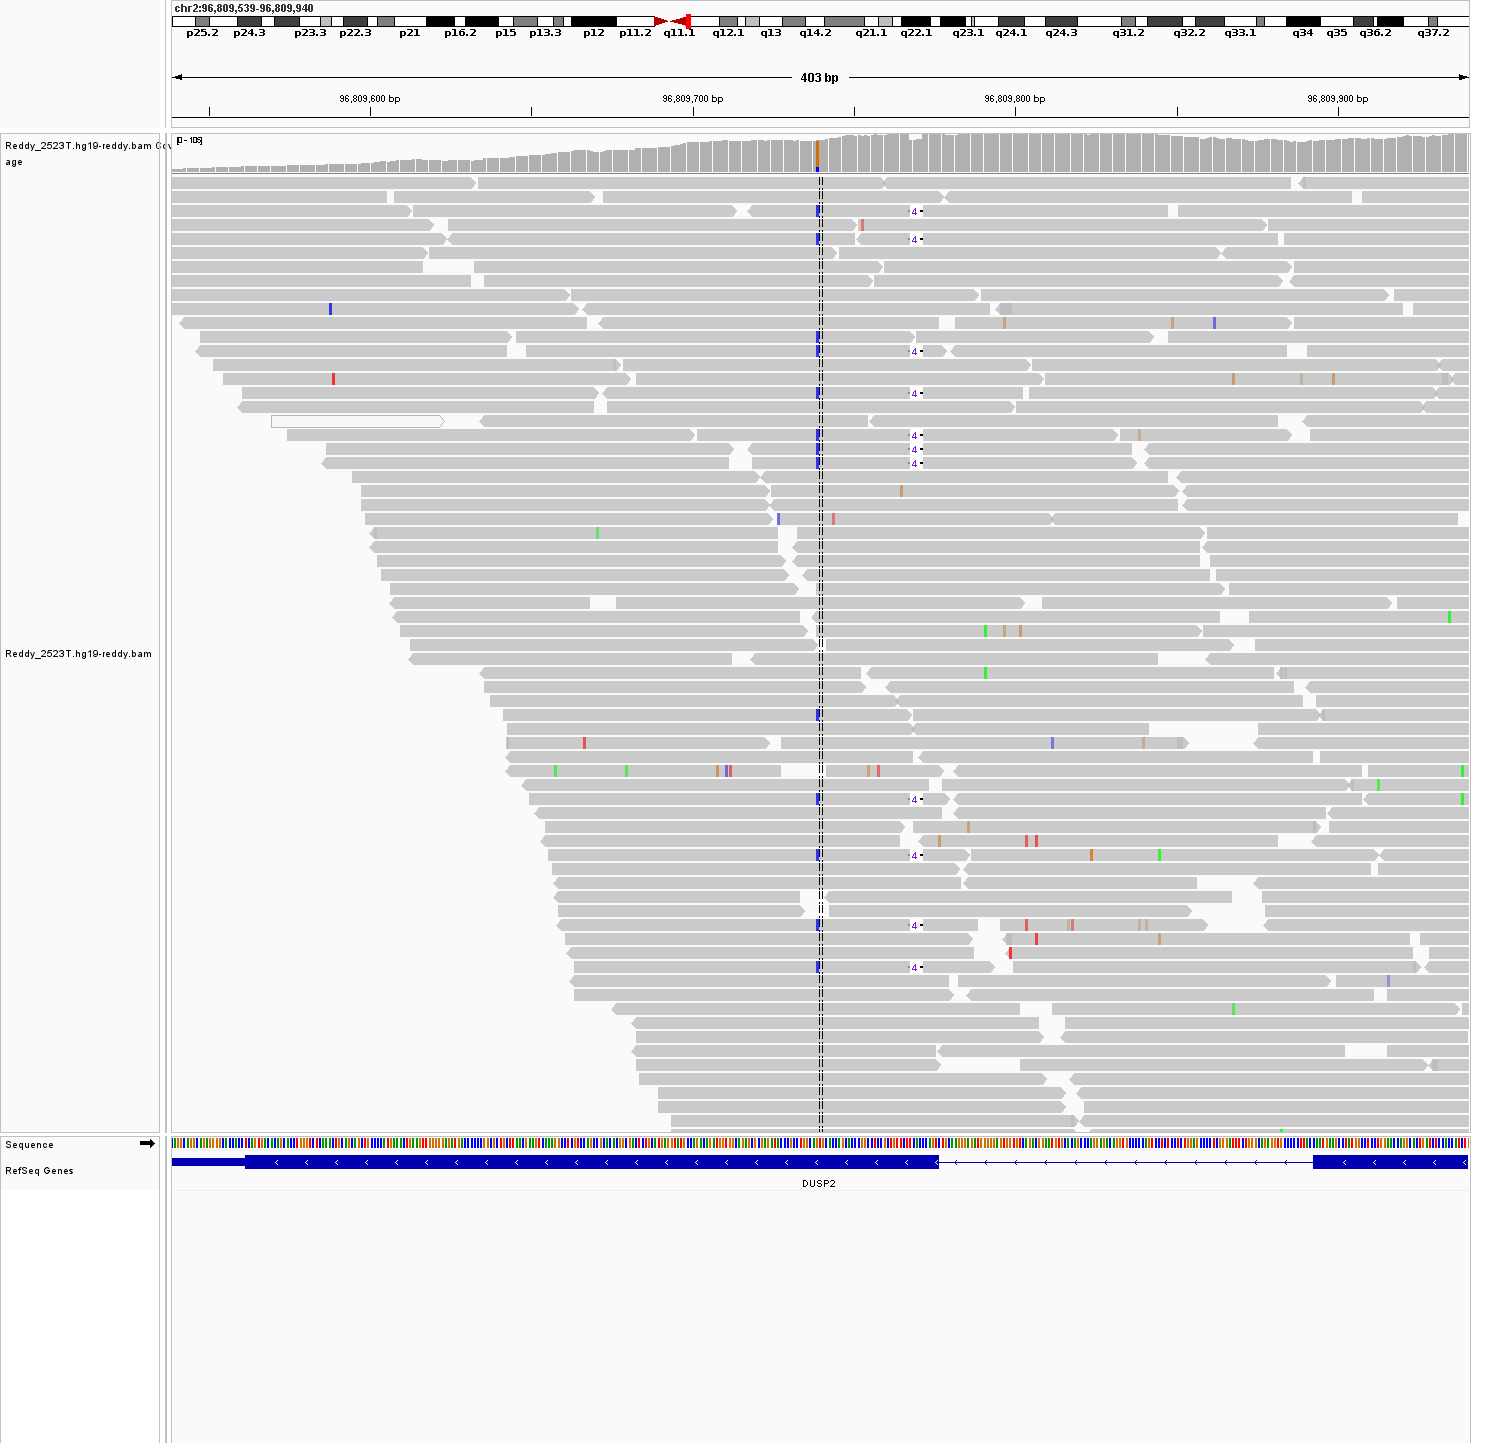 chr2:96,809,539-96,809,940
p25.2 p24.3 p23.3 p22.3 p21 p16.2 p15 p13.3 p12 p11.2 q11.1 q12.1 q13 q14.2 q21.1 q22.1 q23.1 q24.1 q24.3 q31.2 q32.2 q33.1 q34 q35 q36.2 q37.2
403 bp
96,809,600 bp 96,809,700 bp 96,809,800 bp 96,809,900 bp
Reddy_2523T.hg19-reddy.bam Cov
age
[0 - 106]
4
4
4
4
4
4
4
4
4
4
4
Reddy_2523T.hg19-reddy.bam
Sequence
RefSeq Genes
DUSP2